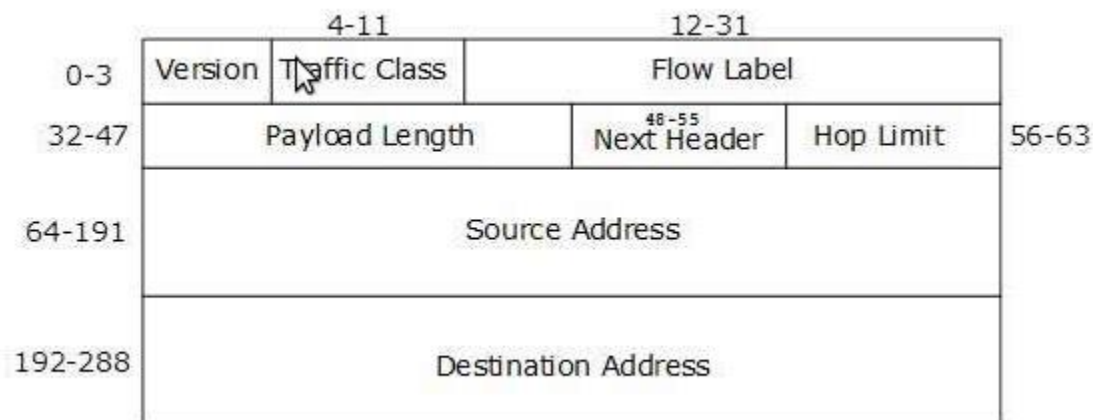 4-11 12-31
0-3 Version Traffic Class Flow Label
48-55
32-47 Payload Length Next Header Hop Limit 56-63
64-191 Source Address
192-288 Destination Address